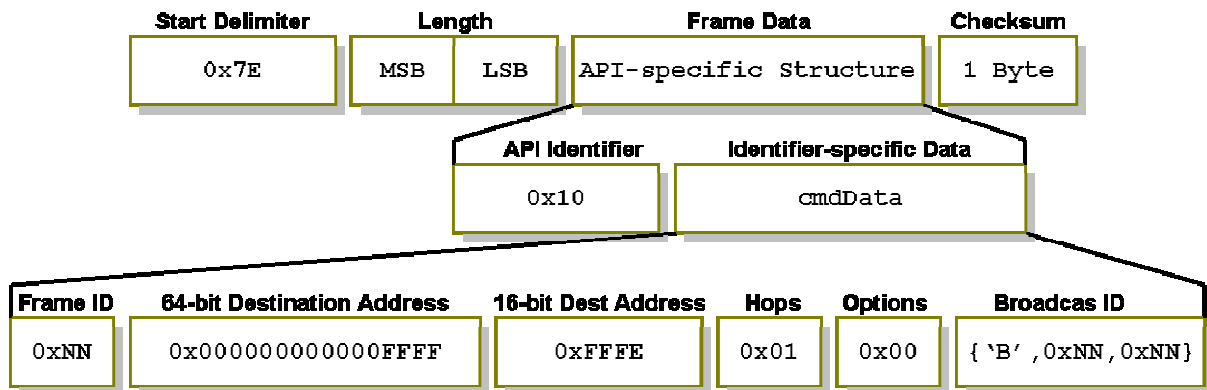 Start Delimiter Length Frame Data Checksum
0x7E MSB LSB API-specific Structure 1 Byte
API Identifier Identifier-specific Data
0x10 cmdData
Frame ID 64-bit Destination Address 16-bit Dest Address Hops Options Broadcas ID
0xNN 0x000000000000FFFF 0xFFFE 0x01 0x00 {‘B’,0xNN,0xNN}